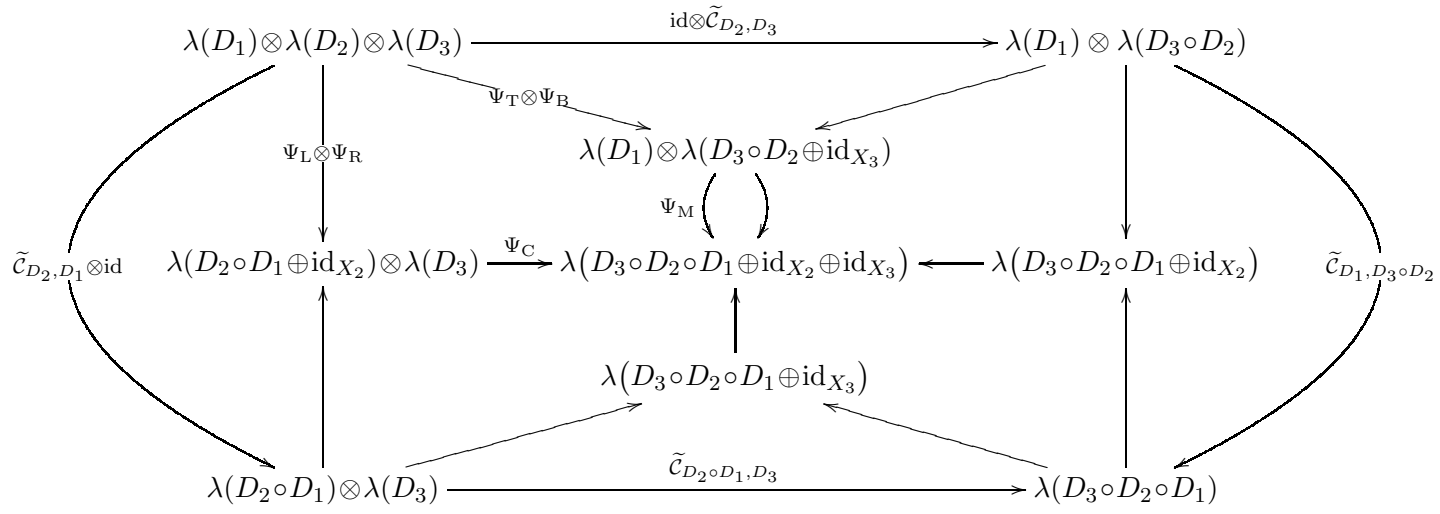 id⊗𝒞̃_{D₂,D₃}
λ(D₁)⊗λ(D₂)⊗λ(D₃)
λ(D₁) ⊗ λ(D₃∘D₂)
Ψ_T⊗Ψ_B
Ψ_L⊗Ψ_R
λ(D₁)⊗λ(D₃∘D₂⊕id_{X₃})
Ψ_M
𝒞̃_{D₂,D₁}⊗id
λ(D₂∘D₁⊕id_{X₂})⊗λ(D₃)
Ψ_C
λ(D₃∘D₂∘D₁⊕id_{X₂}⊕id_{X₃})
λ(D₃∘D₂∘D₁⊕id_{X₂})
𝒞̃_{D₁,D₃∘D₂}
λ(D₃∘D₂∘D₁⊕id_{X₃})
𝒞̃_{D₂∘D₁,D₃}
λ(D₂∘D₁)⊗λ(D₃)
λ(D₃∘D₂∘D₁)